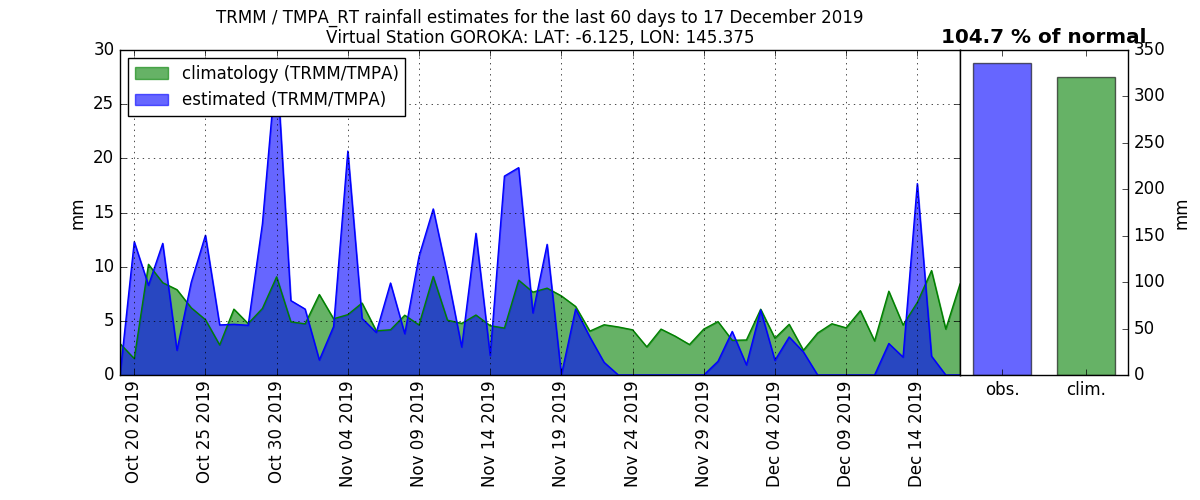 TRMM / TMPA_RT rainfall estimates for the last 60 days to 17 December 2019
Virtual Station GOROKA: LAT: -6.125, LON: 145.375
104.7 % of normal
climatology (TRMM/TMPA)
estimated (TRMM/TMPA)
30
25
20
15
10
5
0
mm
Oct 20 2019
Oct 25 2019
Oct 30 2019
Nov 04 2019
Nov 09 2019
Nov 14 2019
Nov 19 2019
Nov 24 2019
Nov 29 2019
Dec 04 2019
Dec 09 2019
Dec 14 2019
350
300
250
200
150
100
50
0
mm
obs.
clim.